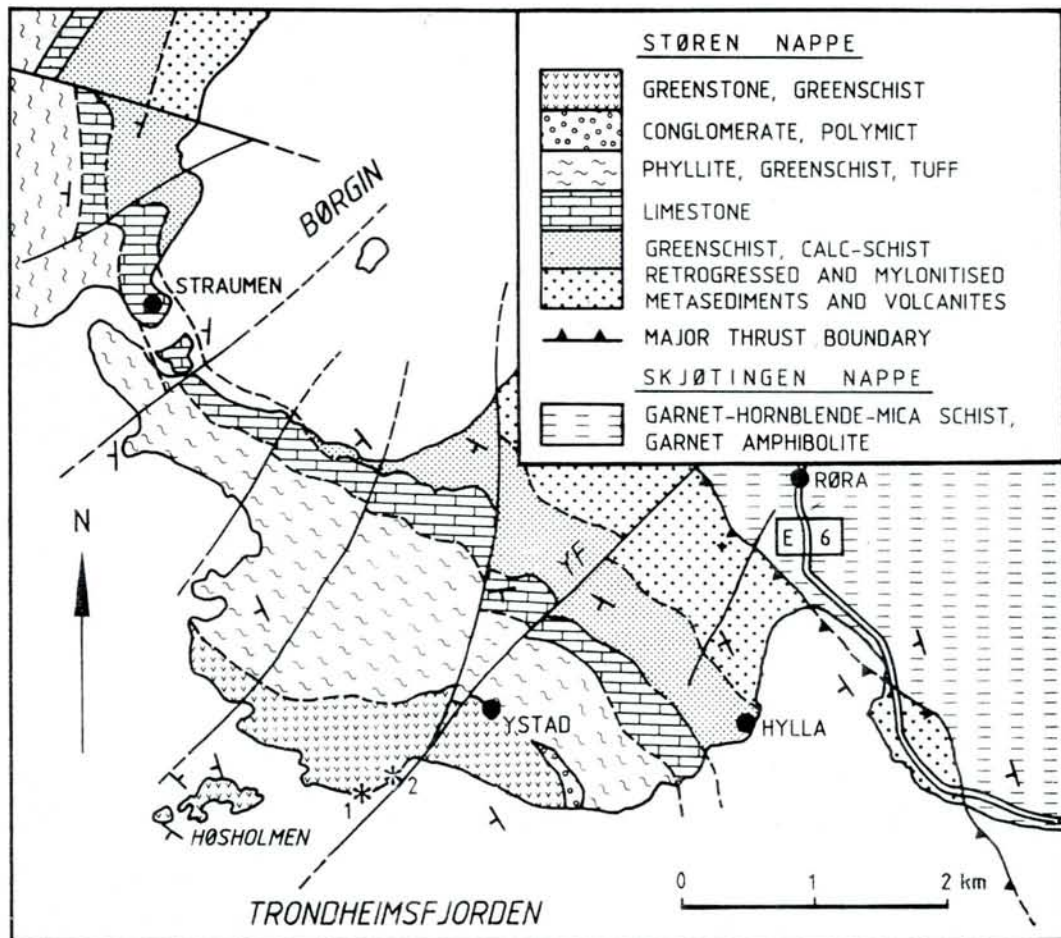 STØREN NAPPE
GREENSTONE, GREENSCHIST
CONGLOMERATE, POLYMICT
PHYLLITE, GREENSCHIST, TUFF
LIMESTONE
GREENSCHIST, CALC-SCHIST
RETROGRESSED AND MYLONITISED
METASEDIMENTS AND VOLCANITES
MAJOR THRUST BOUNDARY
SKJØTINGEN NAPPE
GARNET-HORNBLENDE-MICA SCHIST,
GARNET AMPHIBOLITE
BØRGIN
STRAUMEN
RØRA
E 6
N
YF
YSTAD
HYLLA
1
2
HØSHOLMEN
0 1 2 km
TRONDHEIMSFJORDEN